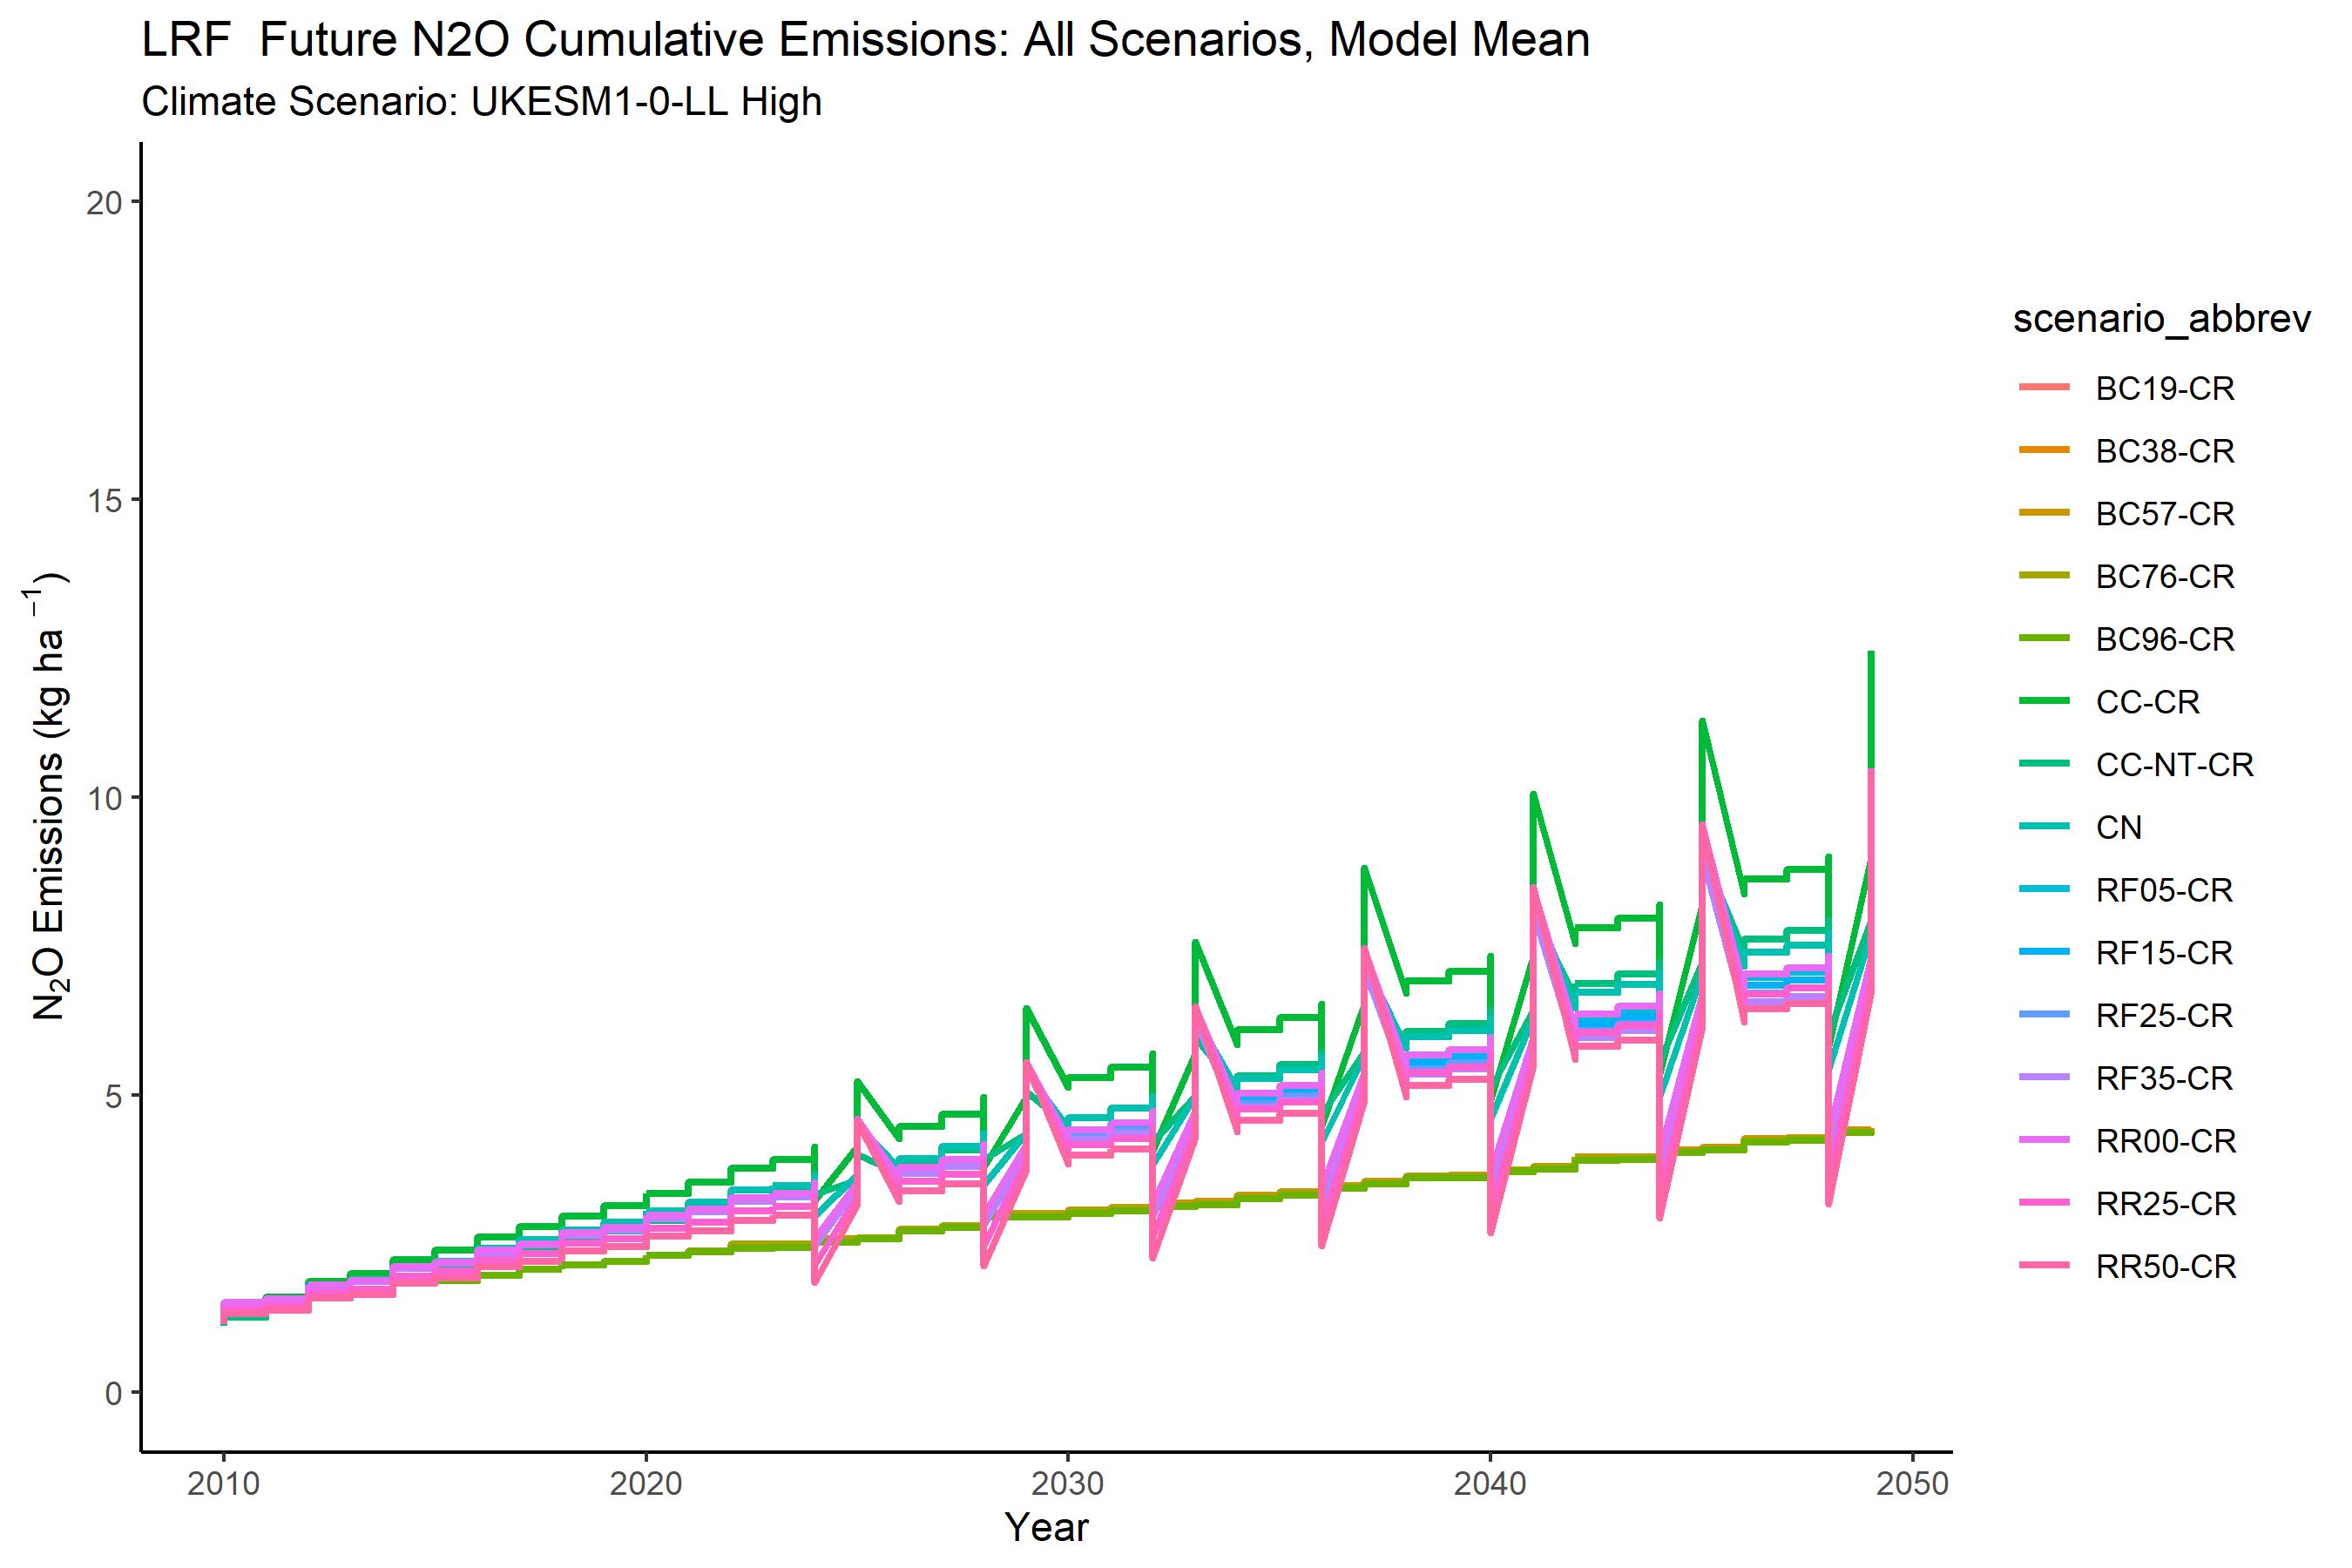 LRF  Future N2O Cumulative Emissions: All Scenarios, Model Mean
Climate Scenario: UKESM1-0-LL High
N₂O Emissions (kg ha ⁻¹)
20
15
10
5
0
2010
2020
2030
2040
2050
Year
scenario_abbrev
BC19-CR
BC38-CR
BC57-CR
BC76-CR
BC96-CR
CC-CR
CC-NT-CR
CN
RF05-CR
RF15-CR
RF25-CR
RF35-CR
RR00-CR
RR25-CR
RR50-CR